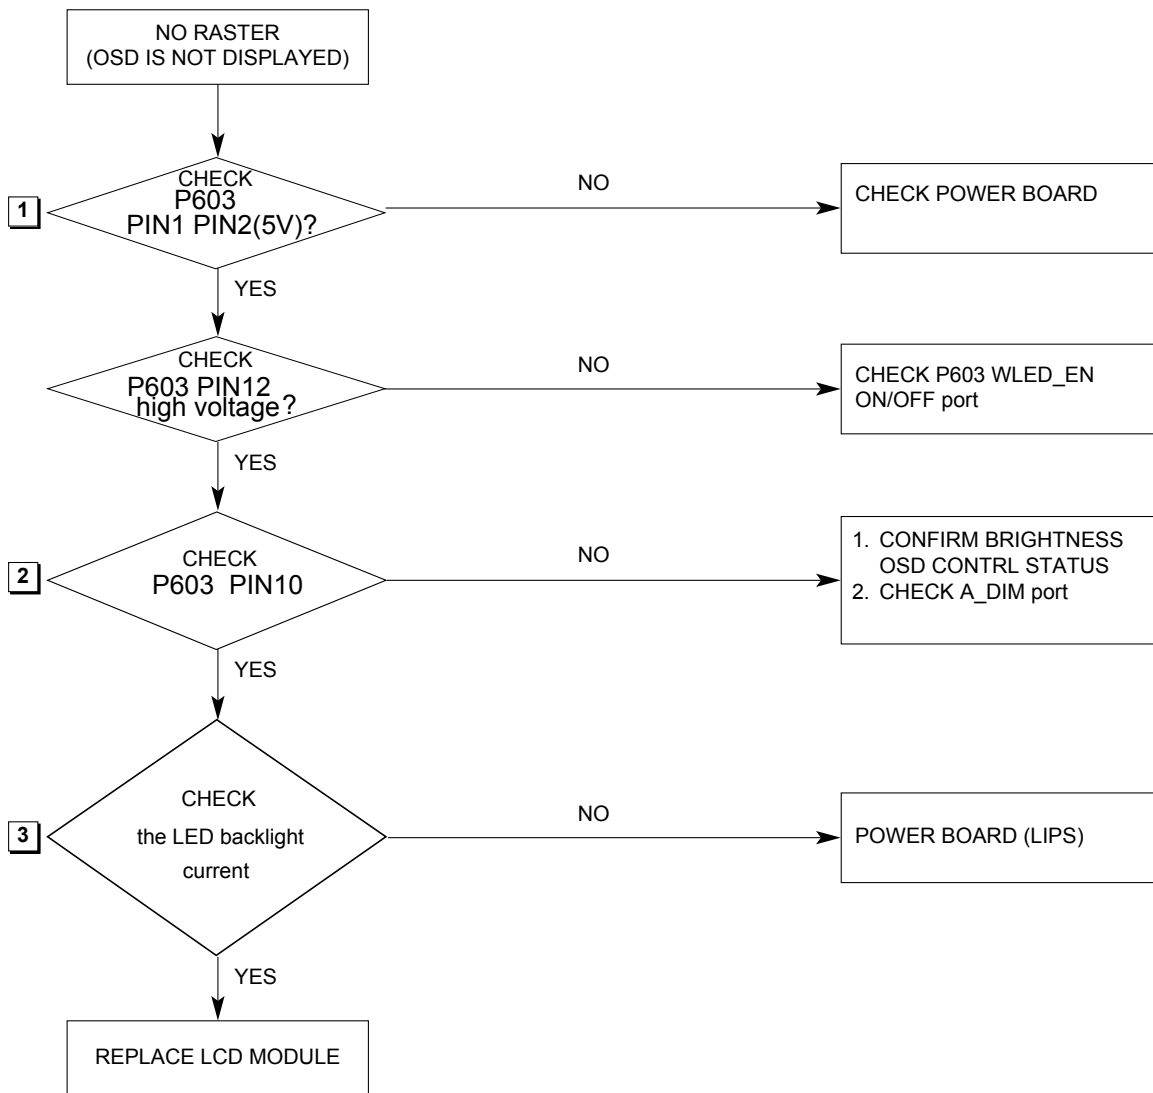 NO RASTER
(OSD IS NOT DISPLAYED)
1
CHECK
P603
PIN1 PIN2(5V)?
NO
CHECK POWER BOARD
YES
CHECK
P603 PIN12
high voltage?
NO
CHECK P603 WLED_EN
ON/OFF port
YES
2
CHECK
P603 PIN10
NO
1. CONFIRM BRIGHTNESS
OSD CONTRL STATUS
2. CHECK A_DIM port
YES
3
CHECK
the LED backlight
current
NO
POWER BOARD (LIPS)
YES
REPLACE LCD MODULE